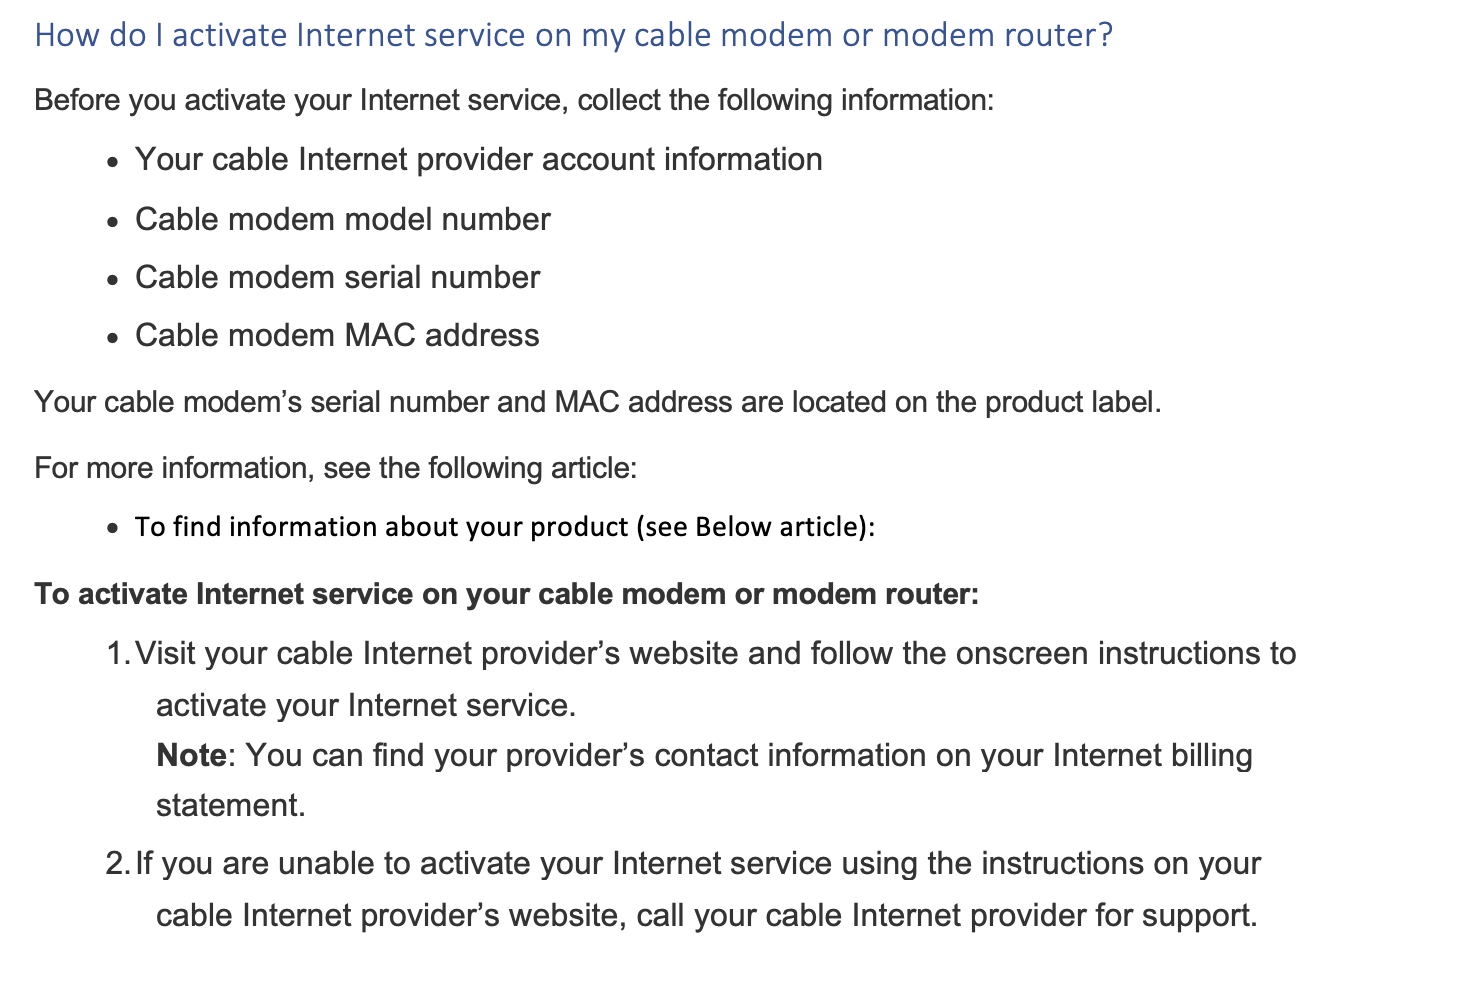 How do I activate Internet service on my cable modem or modem router?
Before you activate your Internet service, collect the following information:
• Your cable Internet provider account information
• Cable modem model number
• Cable modem serial number
• Cable modem MAC address
Your cable modem’s serial number and MAC address are located on the product label.
For more information, see the following article:
• To find information about your product (see Below article):
To activate Internet service on your cable modem or modem router:
1. Visit your cable Internet provider’s website and follow the onscreen instructions to
activate your Internet service.
Note: You can find your provider’s contact information on your Internet billing
statement.
2. If you are unable to activate your Internet service using the instructions on your
cable Internet provider’s website, call your cable Internet provider for support.